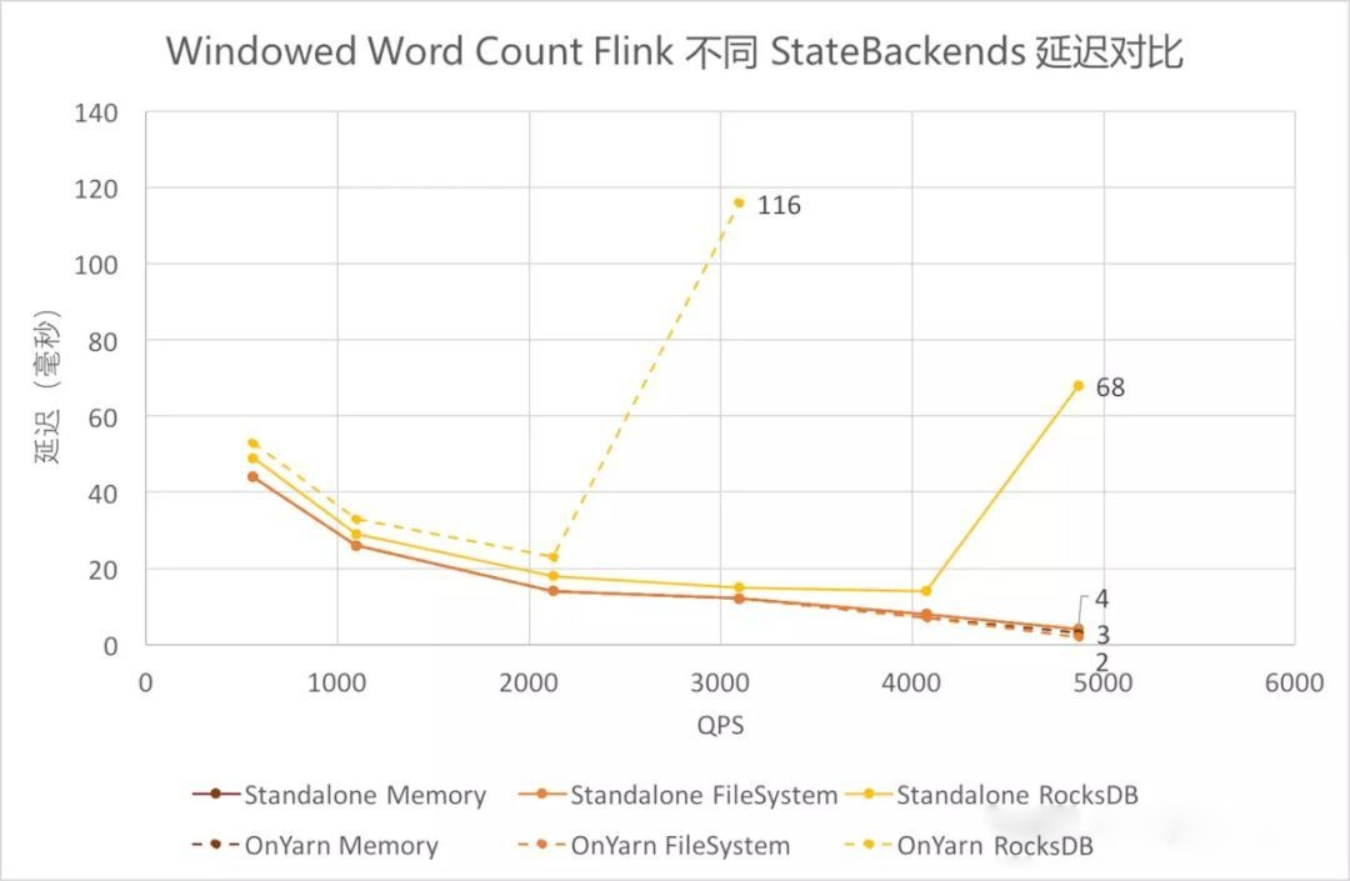 Windowed Word Count Flink 不同 StateBackends 延迟对比
140
120
100
80
60
40
20
0
延迟（毫秒）
116
68
4
3
2
0 1000 2000 3000 4000 5000 6000
QPS
Standalone Memory Standalone FileSystem Standalone RocksDB
OnYarn Memory OnYarn FileSystem OnYarn RocksDB